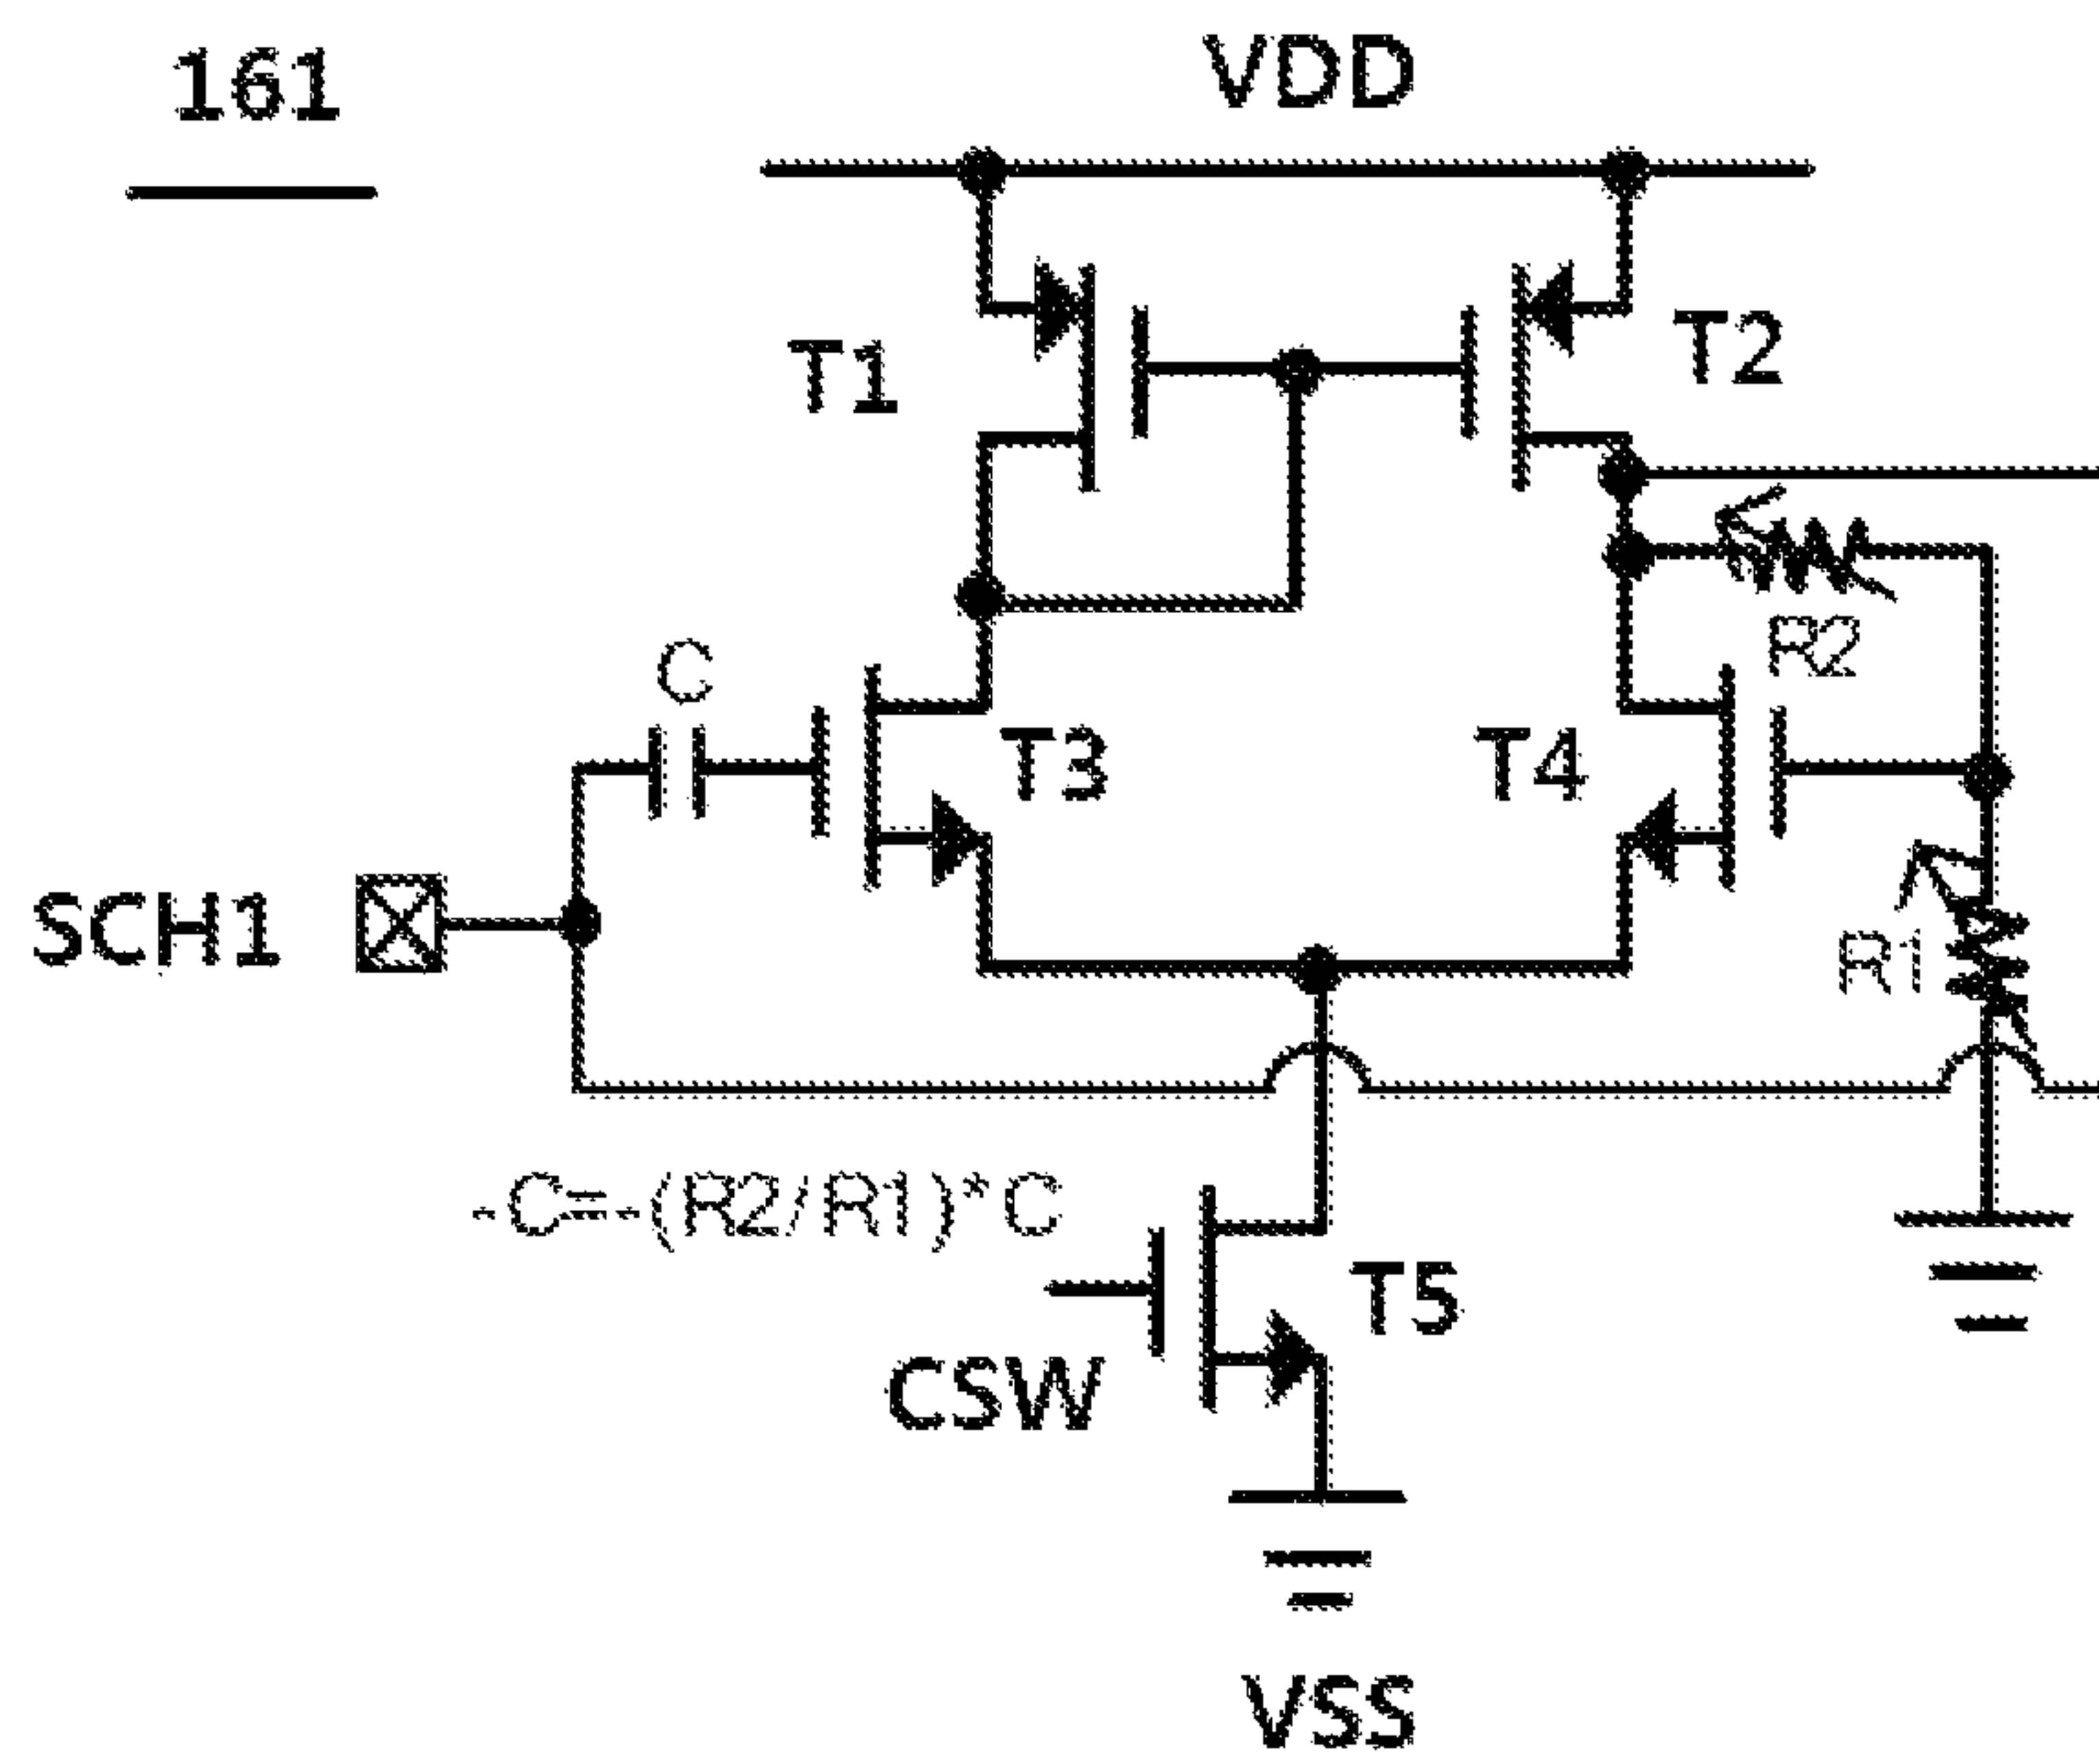 161
VDD
T1
T2
R2
C
T3
T4
SCH1
R1
-C=-(R2/R1)*C
T5
CSW
VSS